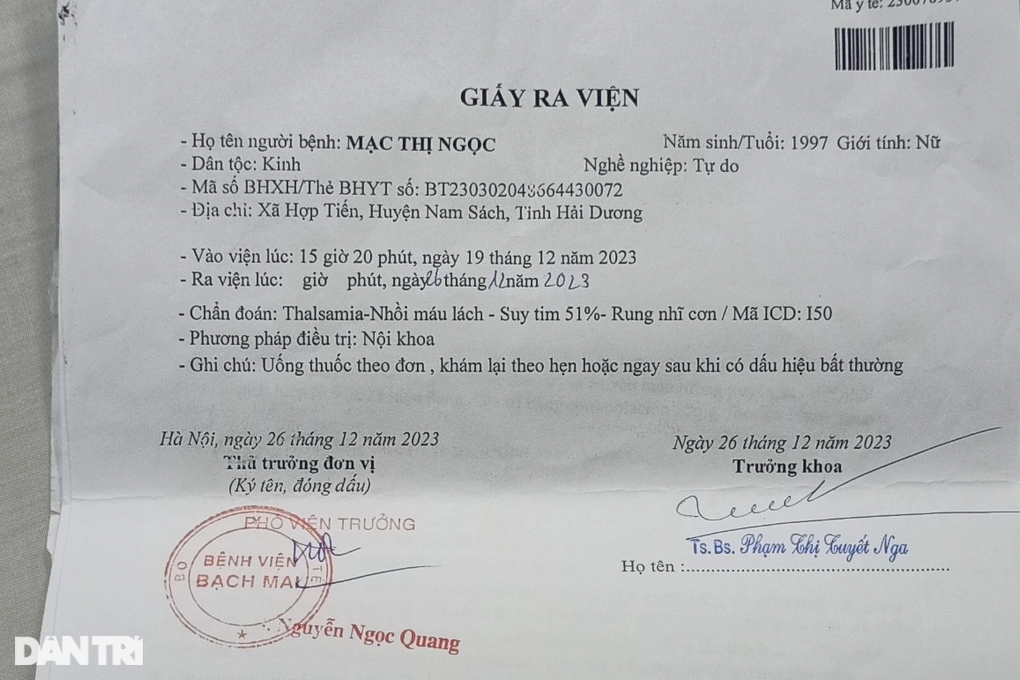 Mã y tế:
GIẤY RA VIỆN
- Họ tên người bệnh: MẠC THỊ NGỌC Năm sinh/Tuổi: 1997 Giới tính: Nữ
- Dân tộc: Kinh Nghề nghiệp: Tự do
- Mã số BHXH/Thẻ BHYT số: BT230302048664430072
- Địa chỉ: Xã Hợp Tiến, Huyện Nam Sách, Tỉnh Hải Dương
- Vào viện lúc: 15 giờ 20 phút, ngày 19 tháng 12 năm 2023
- Ra viện lúc: giờ phút, ngày 26 tháng 12 năm 2023
- Chẩn đoán: Thalsamia-Nhồi máu lách - Suy tim 51%- Rung nhĩ cơn / Mã ICD: I50
- Phương pháp điều trị: Nội khoa
- Ghi chú: Uống thuốc theo đơn , khám lại theo hẹn hoặc ngay sau khi có dấu hiệu bất thường
Hà Nội, ngày 26 tháng 12 năm 2023
Thủ trưởng đơn vị
(Ký tên, đóng dấu)
Ngày 26 tháng 12 năm 2023
Trưởng khoa
PHÓ VIỆN TRƯỞNG
BỘ Y TẾ
BỆNH VIỆN
BẠCH MAI
Nguyễn Ngọc Quang
Ts.Bs. Phạm Thị Tuyết Nga
Họ tên :
DÂN TRÍ